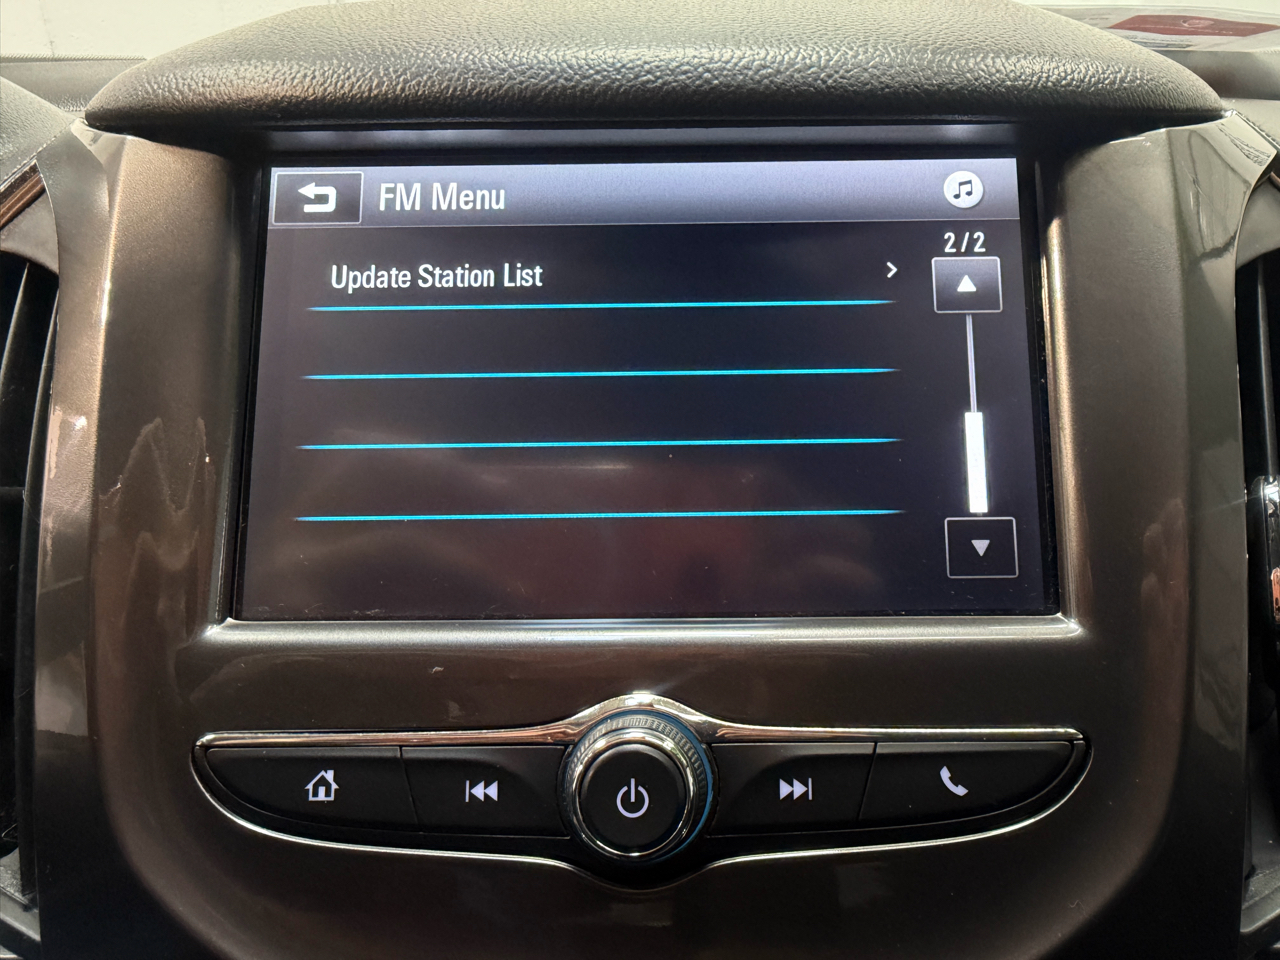 FM Menu
2/2
Update Station List